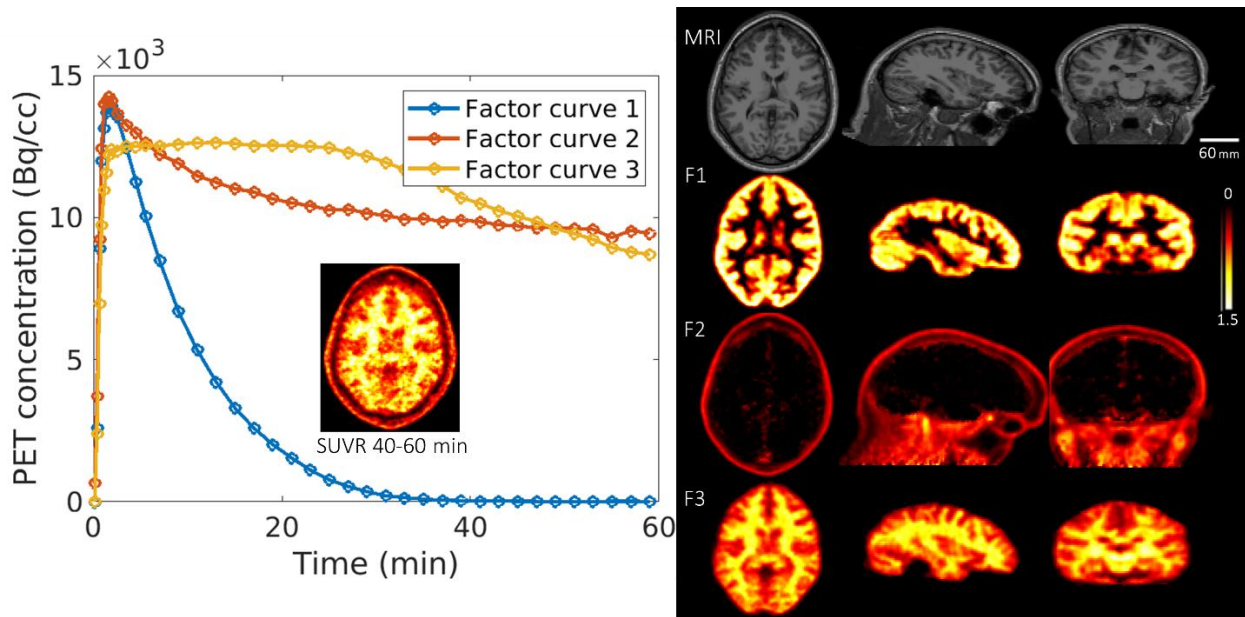 ×10³
15
10
5
0
PET concentration (Bq/cc)
Factor curve 1
Factor curve 2
Factor curve 3
SUVR 40-60 min
0
20
40
60
Time (min)
MRI
60 mm
F1
0
1.5
F2
F3